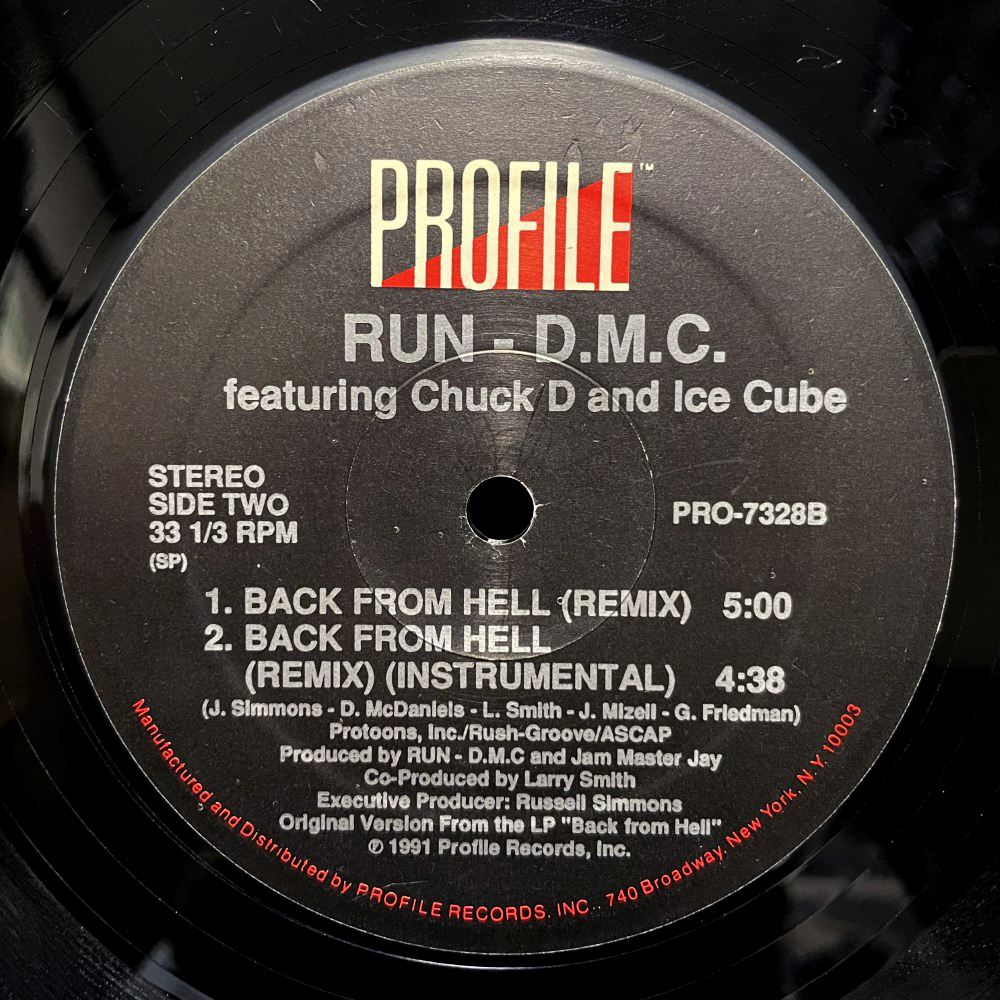 PROFILE™
RUN - D.M.C.
featuring Chuck D and Ice Cube
STEREO
SIDE TWO
33 1/3 RPM
(SP)
PRO-7328B
1. BACK FROM HELL (REMIX) 5:00
2. BACK FROM HELL
(REMIX) (INSTRUMENTAL) 4:38
(J. Simmons - D. McDaniels - L. Smith - J. Mizell - G. Friedman)
Protoons, Inc./Rush-Groove/ASCAP
Produced by RUN - D.M.C and Jam Master Jay
Co-Produced by Larry Smith
Executive Producer: Russell Simmons
Original Version From the LP "Back from Hell"
℗ 1991 Profile Records, Inc.
Manufactured and Distributed by PROFILE RECORDS, INC., 740 Broadway, New York, N.Y. 10003